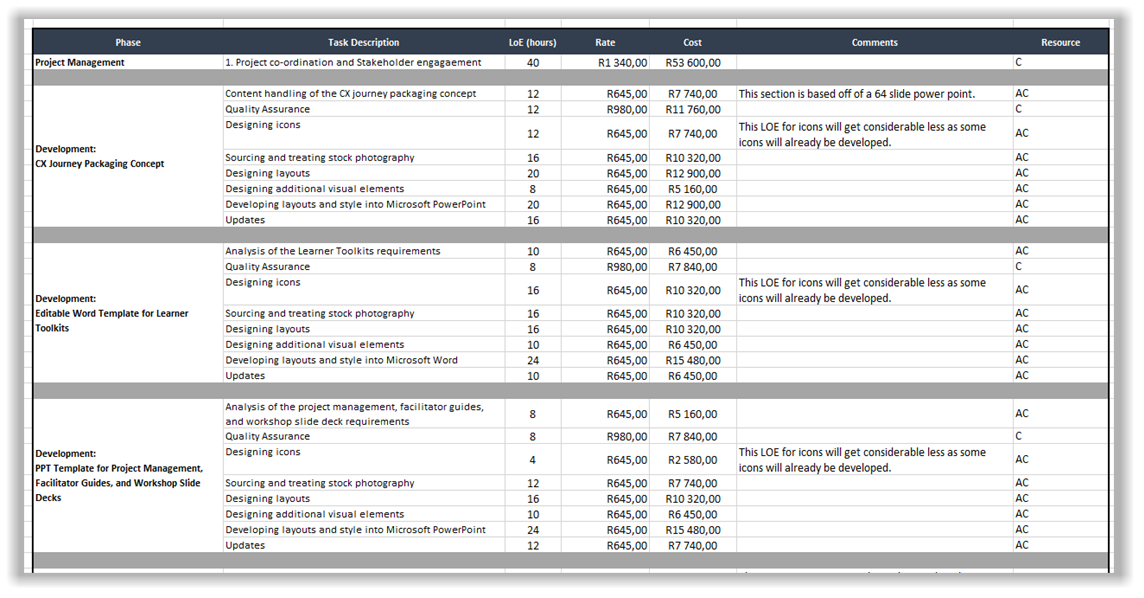 Phase Task Description LoE (hours) Rate Cost Comments Resource
Project Management 1. Project co-ordination and Stakeholder engagaement 40 R1 340,00 R53 600,00 C
Development:
CX Journey Packaging Concept
Content handling of the CX journey packaging concept 12 R645,00 R7 740,00 This section is based off of a 64 slide power point. AC
Quality Assurance 12 R980,00 R11 760,00 C
Designing icons 12 R645,00 R7 740,00 This LOE for icons will get considerable less as some
icons will already be developed. AC
Sourcing and treating stock photography 16 R645,00 R10 320,00 AC
Designing layouts 20 R645,00 R12 900,00 AC
Designing additional visual elements 8 R645,00 R5 160,00 AC
Developing layouts and style into Microsoft PowerPoint 20 R645,00 R12 900,00 AC
Updates 16 R645,00 R10 320,00 AC
Development:
Editable Word Template for Learner
Toolkits
Analysis of the Learner Toolkits requirements 10 R645,00 R6 450,00 AC
Quality Assurance 8 R980,00 R7 840,00 C
Designing icons 16 R645,00 R10 320,00 This LOE for icons will get considerable less as some
icons will already be developed. AC
Sourcing and treating stock photography 16 R645,00 R10 320,00 AC
Designing layouts 16 R645,00 R10 320,00 AC
Designing additional visual elements 10 R645,00 R6 450,00 AC
Developing layouts and style into Microsoft Word 24 R645,00 R15 480,00 AC
Updates 10 R645,00 R6 450,00 AC
Development:
PPT Template for Project Management,
Facilitator Guides, and Workshop Slide
Decks
Analysis of the project management, facilitator guides,
and workshop slide deck requirements 8 R645,00 R5 160,00 AC
Quality Assurance 8 R980,00 R7 840,00 C
Designing icons 4 R645,00 R2 580,00 This LOE for icons will get considerable less as some
icons will already be developed. AC
Sourcing and treating stock photography 12 R645,00 R7 740,00 AC
Designing layouts 16 R645,00 R10 320,00 AC
Designing additional visual elements 10 R645,00 R6 450,00 AC
Developing layouts and style into Microsoft PowerPoint 24 R645,00 R15 480,00 AC
Updates 12 R645,00 R7 740,00 AC